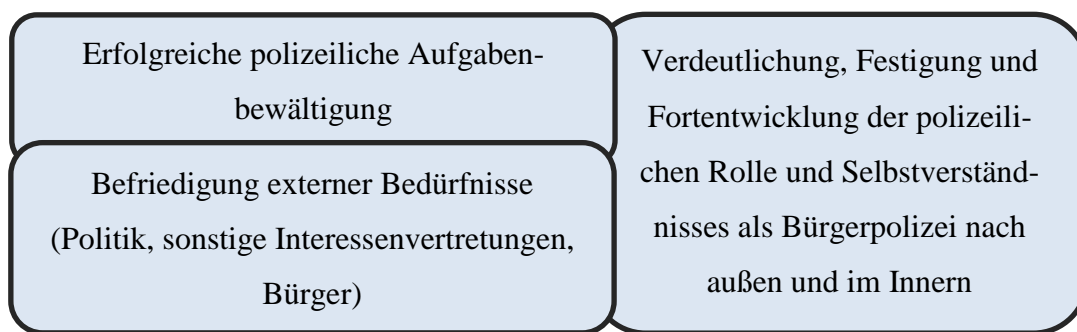 Erfolgreiche polizeiliche Aufgaben-
bewältigung
Befriedigung externer Bedürfnisse
(Politik, sonstige Interessenvertretungen,
Bürger)
Verdeutlichung, Festigung und
Fortentwicklung der polizeili-
chen Rolle und Selbstverständ-
nisses als Bürgerpolizei nach
außen und im Innern